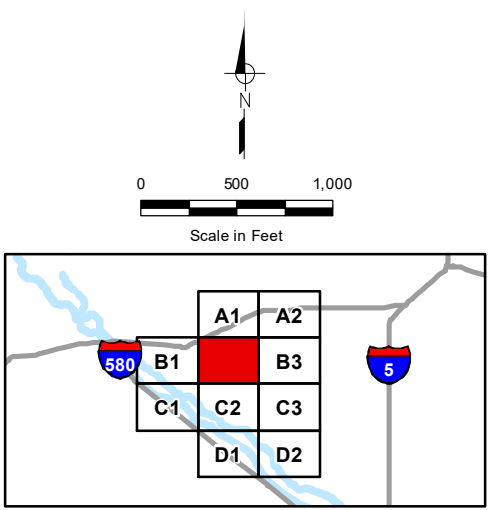 N
0 500 1,000
Scale in Feet
A1 A2
580 B1 B3 5
C1 C2 C3
D1 D2